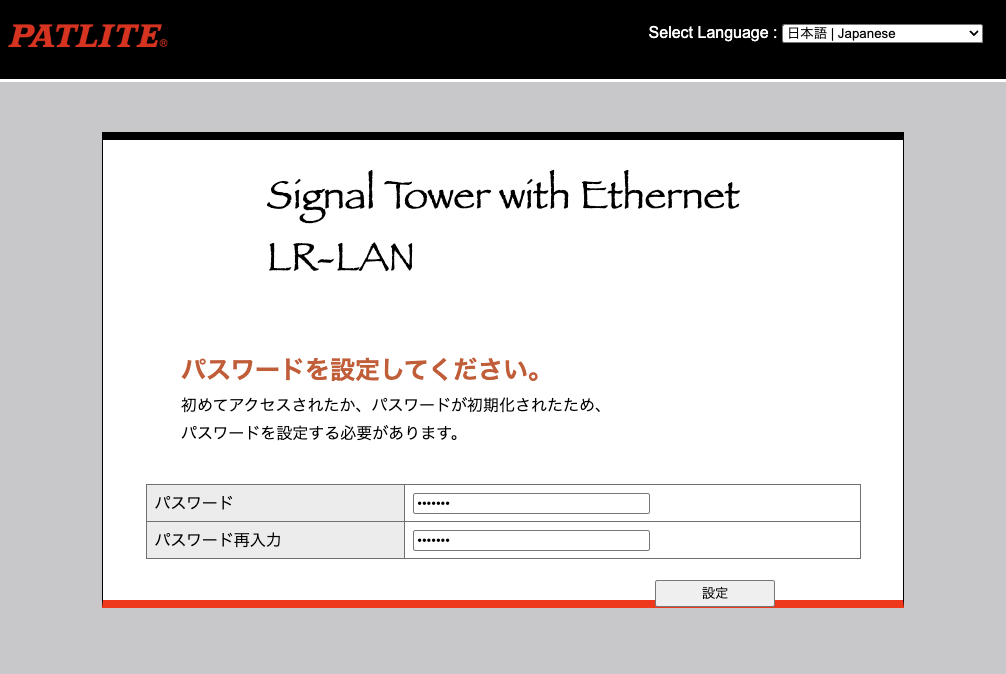 PATLITE®
Select Language : 日本語 | Japanese
Signal Tower with Ethernet
LR-LAN
パスワードを設定してください。
初めてアクセスされたか、パスワードが初期化されたため、
パスワードを設定する必要があります。
パスワード •••••••
パスワード再入力 •••••••
設定